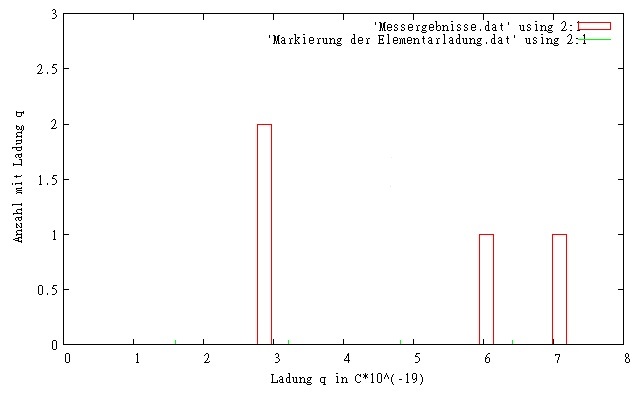 'Messergebnisse.dat' using 2:1
'Markierung der Elementarladung.dat' using 2:1
3
2.5
2
1.5
1
0.5
0
Anzahl mit Ladung q
0 1 2 3 4 5 6 7 8
Ladung q in C*10^(-19)